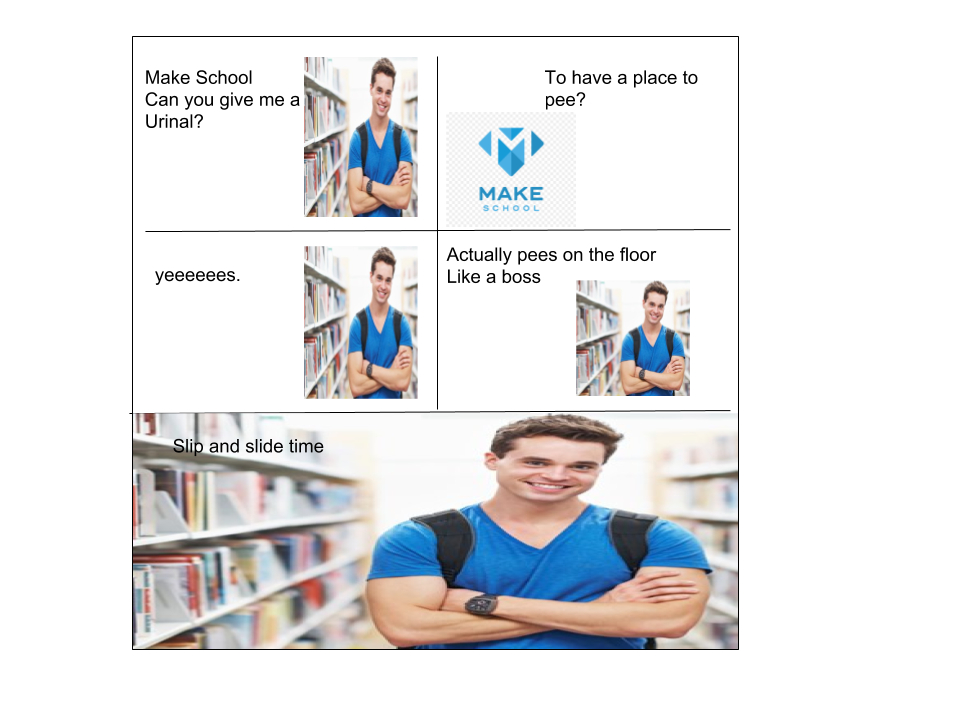 Make School
Can you give me a
Urinal?
To have a place to
pee?
MAKE
SCHOOL
yeeeeees.
Actually pees on the floor
Like a boss
Slip and slide time